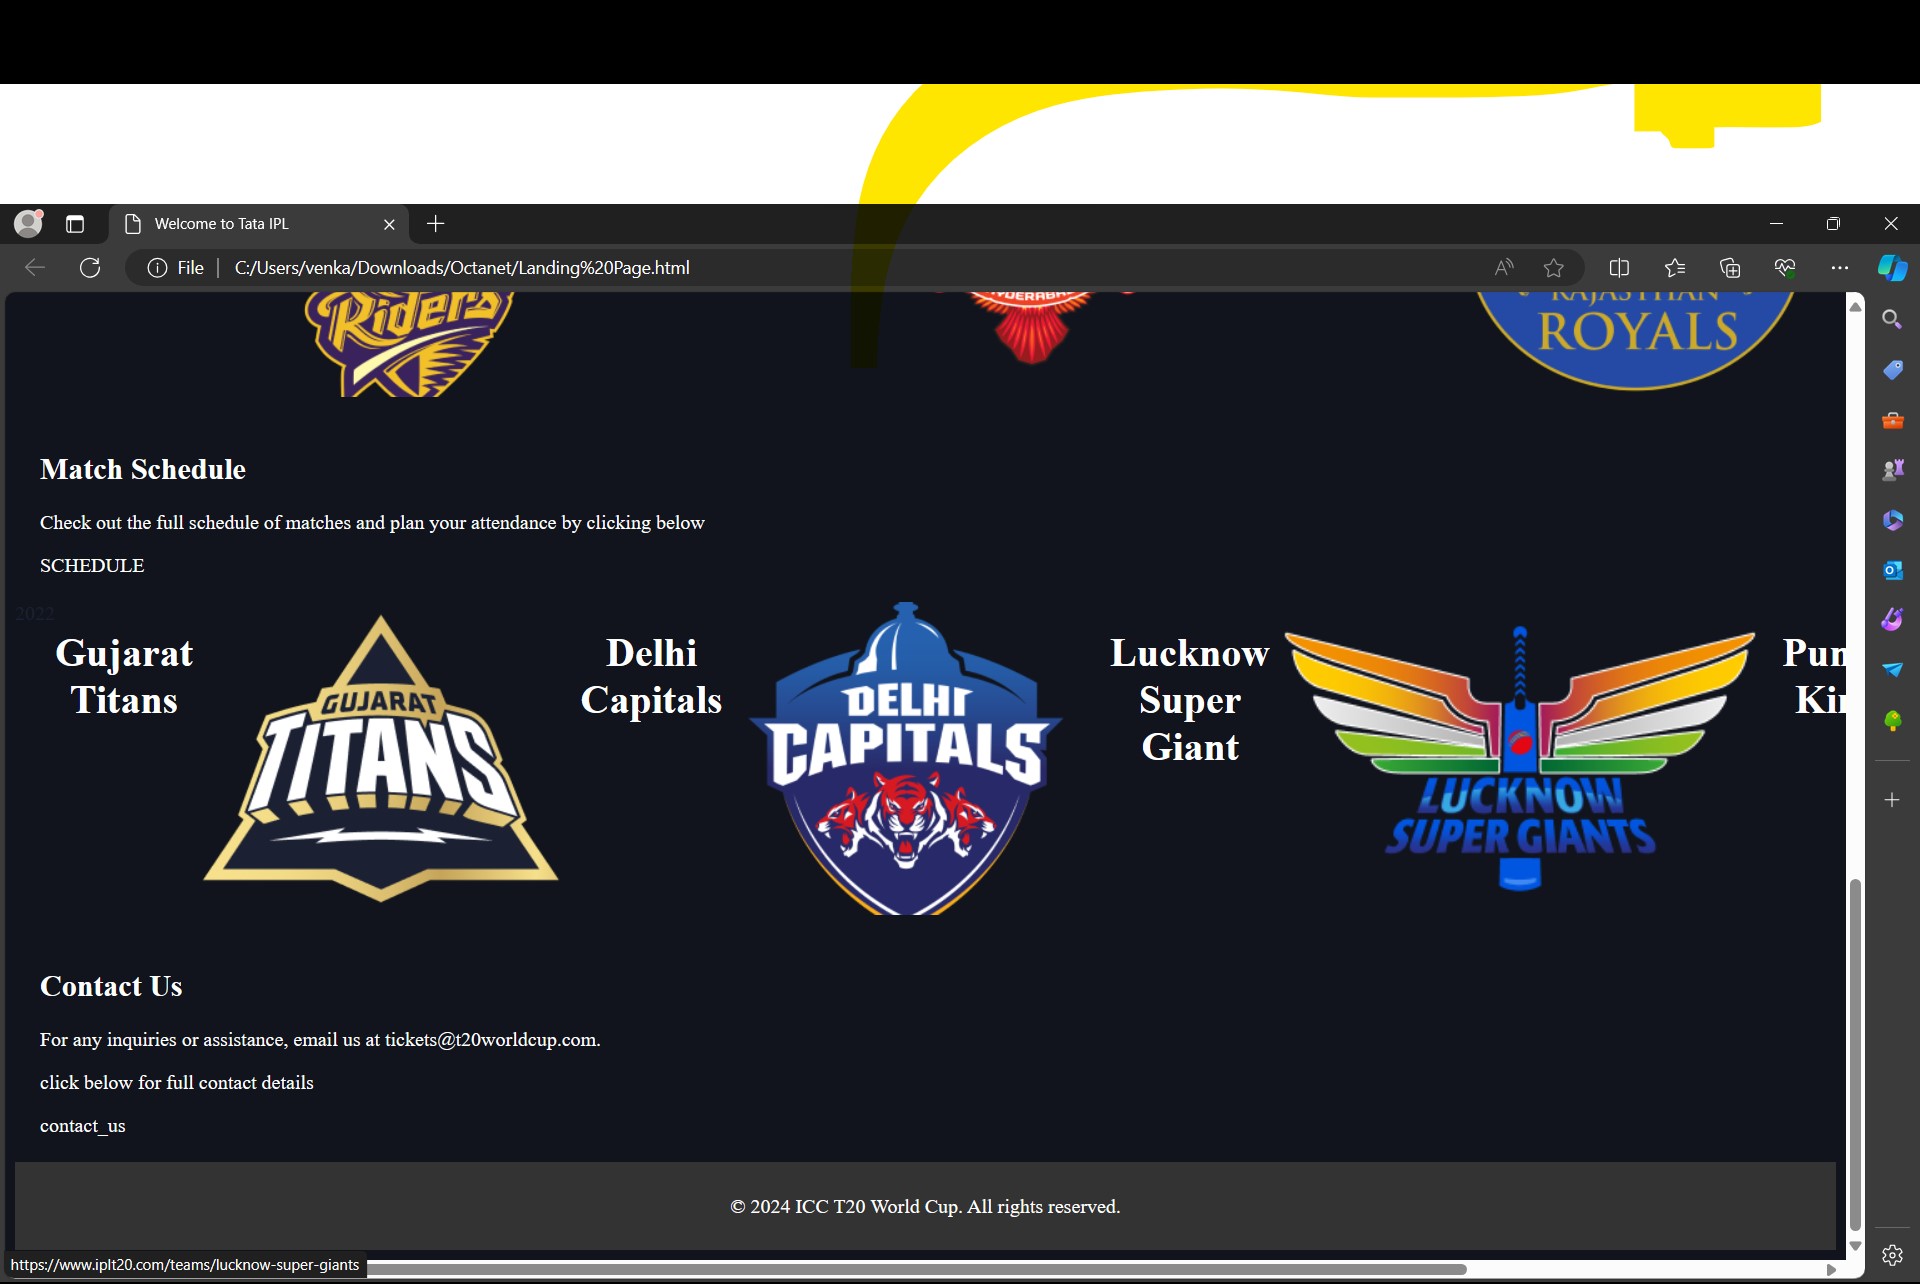 Welcome to Tata IPL
File
C:/Users/venka/Downloads/Octanet/Landing%20Page.html
Riders
HYDERABAD
RAJASTHAN
ROYALS
Match Schedule
Check out the full schedule of matches and plan your attendance by clicking below
SCHEDULE
2022
Gujarat
Titans
GUJARAT
TITANS
Delhi
Capitals
DELHI
CAPITALS
Lucknow
Super
Giant
LUCKNOW
SUPER GIANTS
Pun
Kin
Contact Us
For any inquiries or assistance, email us at tickets@t20worldcup.com.
click below for full contact details
contact_us
© 2024 ICC T20 World Cup. All rights reserved.
https://www.iplt20.com/teams/lucknow-super-giants